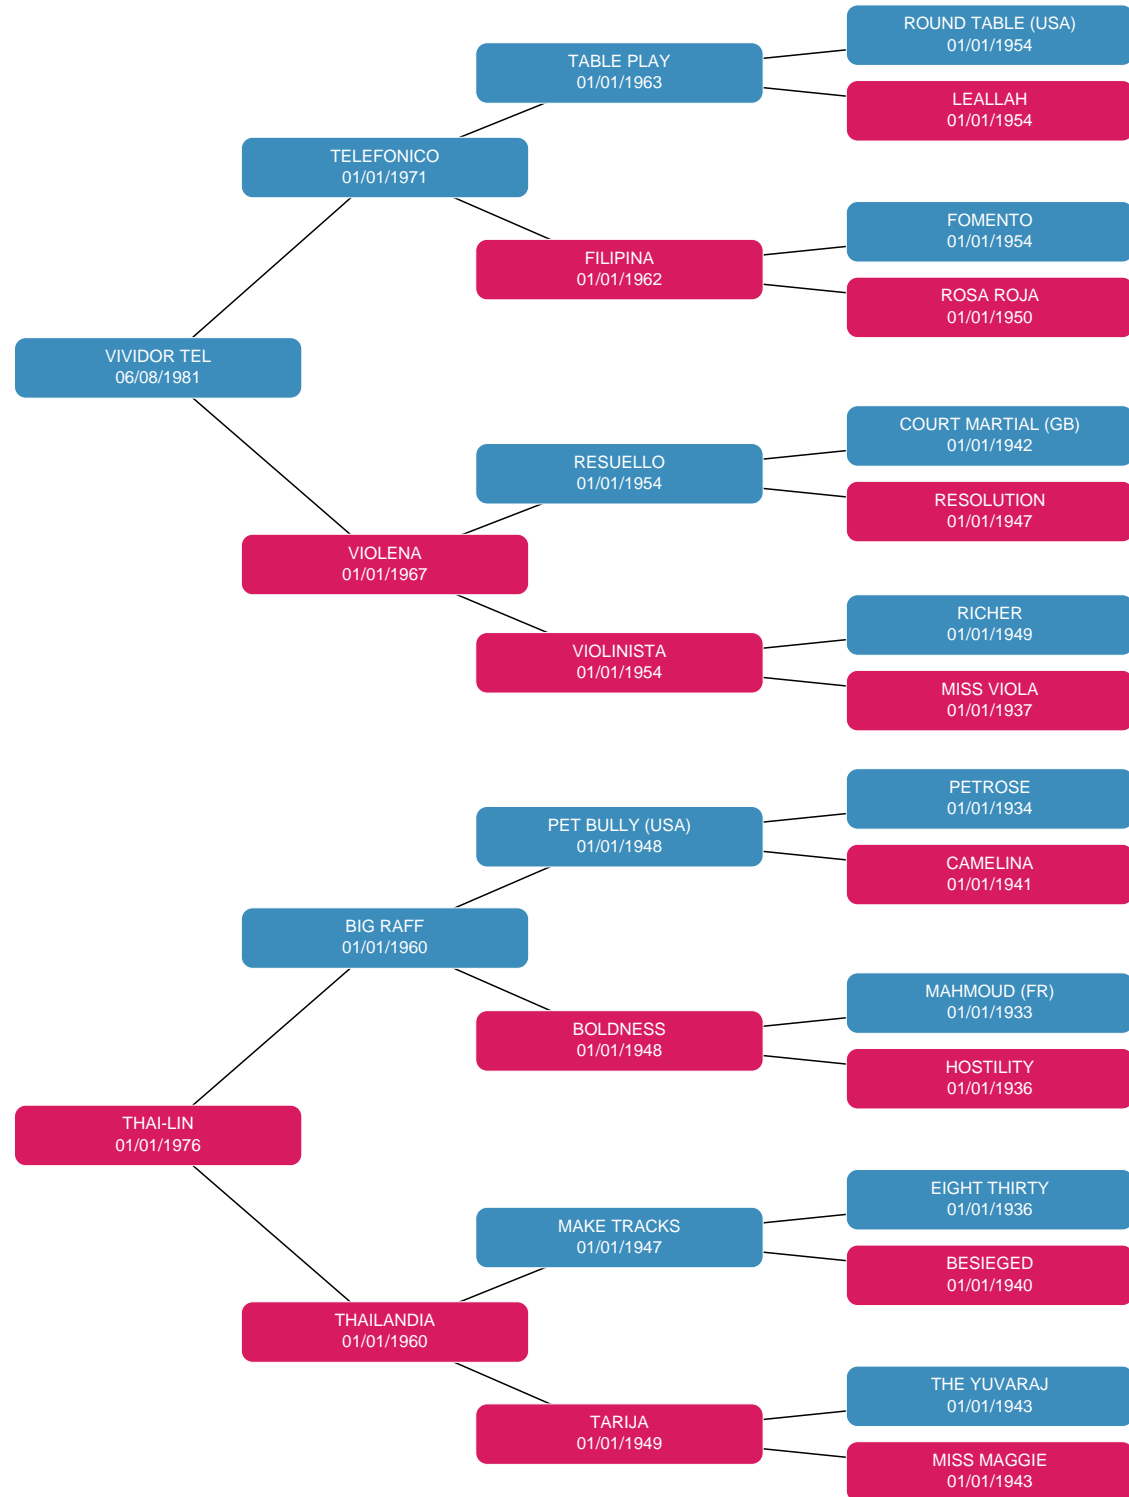 ROUND TABLE (USA)
01/01/1954
TABLE PLAY
01/01/1963
LEALLAH
01/01/1954
TELEFONICO
01/01/1971
FOMENTO
01/01/1954
FILIPINA
01/01/1962
ROSA ROJA
01/01/1950
VIVIDOR TEL
06/08/1981
COURT MARTIAL (GB)
01/01/1942
RESUELLO
01/01/1954
RESOLUTION
01/01/1947
VIOLENA
01/01/1967
RICHER
01/01/1949
VIOLINISTA
01/01/1954
MISS VIOLA
01/01/1937
PETROSE
01/01/1934
PET BULLY (USA)
01/01/1948
CAMELINA
01/01/1941
BIG RAFF
01/01/1960
MAHMOUD (FR)
01/01/1933
BOLDNESS
01/01/1948
HOSTILITY
01/01/1936
THAI-LIN
01/01/1976
EIGHT THIRTY
01/01/1936
MAKE TRACKS
01/01/1947
BESIEGED
01/01/1940
THAILANDIA
01/01/1960
THE YUVARAJ
01/01/1943
TARIJA
01/01/1949
MISS MAGGIE
01/01/1943